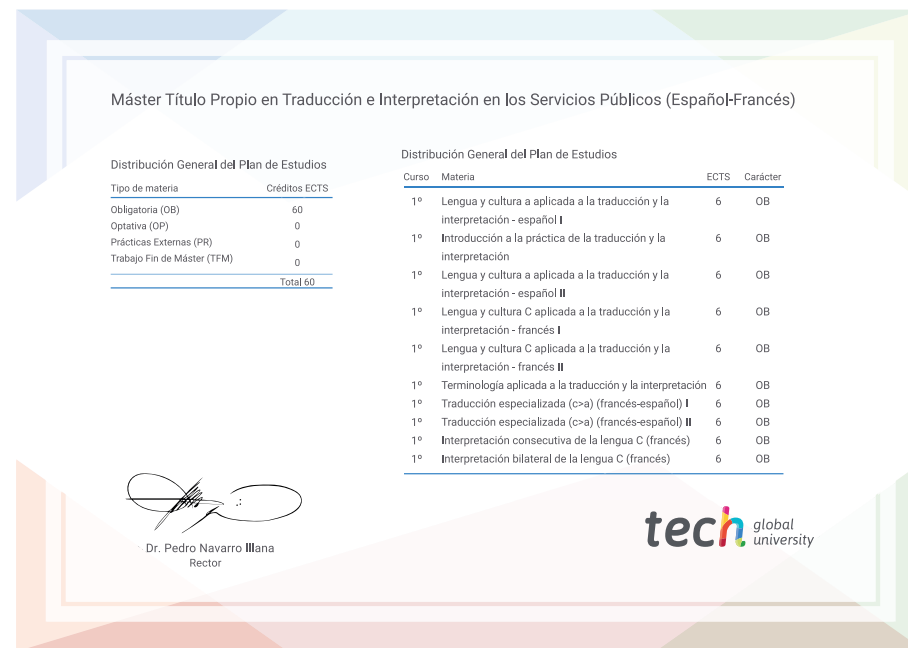 Máster Título Propio en Traducción e Interpretación en los Servicios Públicos (Español-Francés)
Distribución General del Plan de Estudios
Tipo de materia Créditos ECTS
Obligatoria (OB) 60
Optativa (OP) 0
Prácticas Externas (PR) 0
Trabajo Fin de Máster (TFM) 0
Total 60
Distribución General del Plan de Estudios
Curso Materia ECTS Carácter
1º Lengua y cultura a aplicada a la traducción y la 6 OB
interpretación - español I
1º Introducción a la práctica de la traducción y la 6 OB
interpretación
1º Lengua y cultura a aplicada a la traducción y la 6 OB
interpretación - español II
1º Lengua y cultura C aplicada a la traducción y la 6 OB
interpretación - francés I
1º Lengua y cultura C aplicada a la traducción y la 6 OB
interpretación - francés II
1º Terminología aplicada a la traducción y la interpretación 6 OB
1º Traducción especializada (c>a) (francés-español) I 6 OB
1º Traducción especializada (c>a) (francés-español) II 6 OB
1º Interpretación consecutiva de la lengua C (francés) 6 OB
1º Interpretación bilateral de la lengua C (francés) 6 OB
Dr. Pedro Navarro Illana
Rector
tech global
university